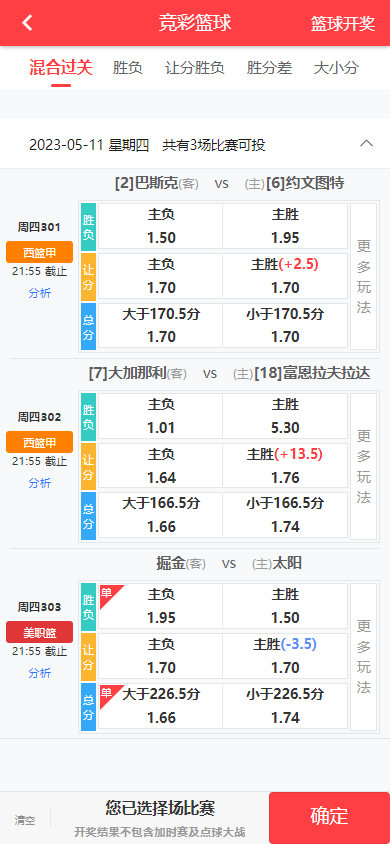 竞彩篮球
篮球开奖
混合过关 胜负 让分胜负 胜分差 大小分
2023-05-11 星期四 共有3场比赛可投
[2]巴斯克(客) vs (主)[6]约文图特
周四301
西篮甲
21:55 截止
分析
胜负
主负 主胜
1.50 1.95
让分
主负 主胜(+2.5)
1.70 1.70
总分
大于170.5分 小于170.5分
1.70 1.70
更多玩法
[7]大加那利(客) vs (主)[18]富恩拉夫拉达
周四302
西篮甲
21:55 截止
分析
胜负
主负 主胜
1.01 5.30
让分
主负 主胜(+13.5)
1.64 1.76
总分
大于166.5分 小于166.5分
1.66 1.74
更多玩法
掘金(客) vs (主)太阳
周四303
美职篮
21:55 截止
分析
胜负
单
主负 主胜
1.95 1.50
让分
主负 主胜(-3.5)
1.70 1.70
总分
单
大于226.5分 小于226.5分
1.66 1.74
更多玩法
清空
您已选择场比赛
开奖结果不包含加时赛及点球大战
确定